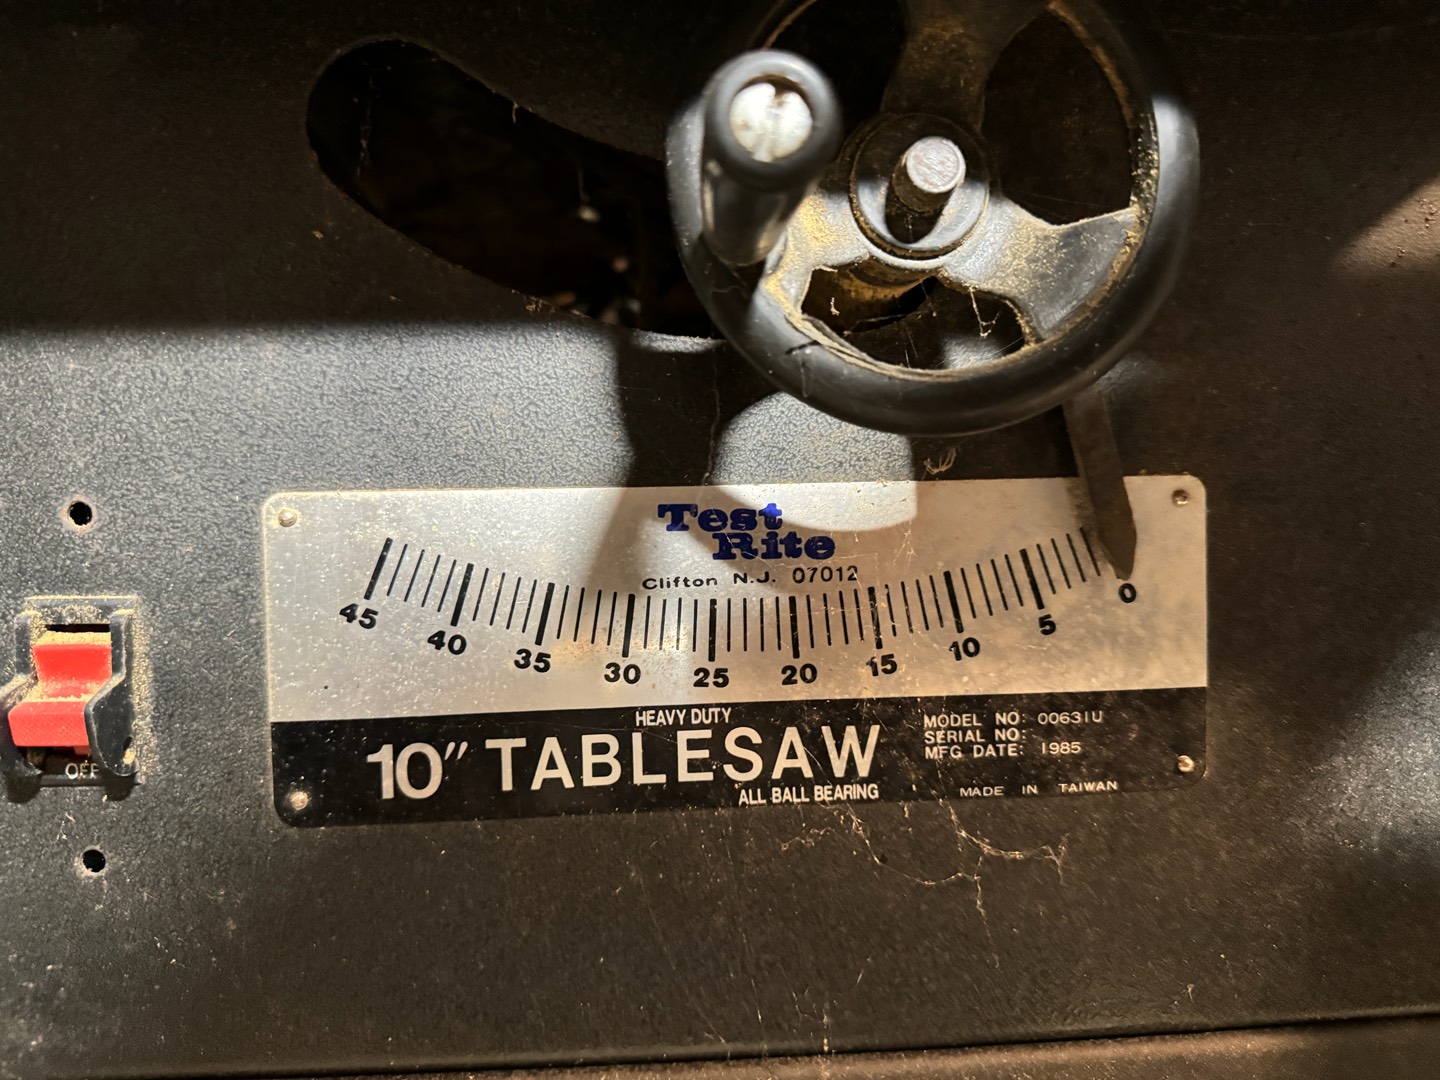 Test
Rite
Clifton N.J. 07012
45 40 35 30 25 20 15 10 5 0
HEAVY DUTY
10" TABLESAW
ALL BALL BEARING
MODEL NO: 00631U
SERIAL NO:
MFG DATE: 1985
MADE IN TAIWAN
OFF